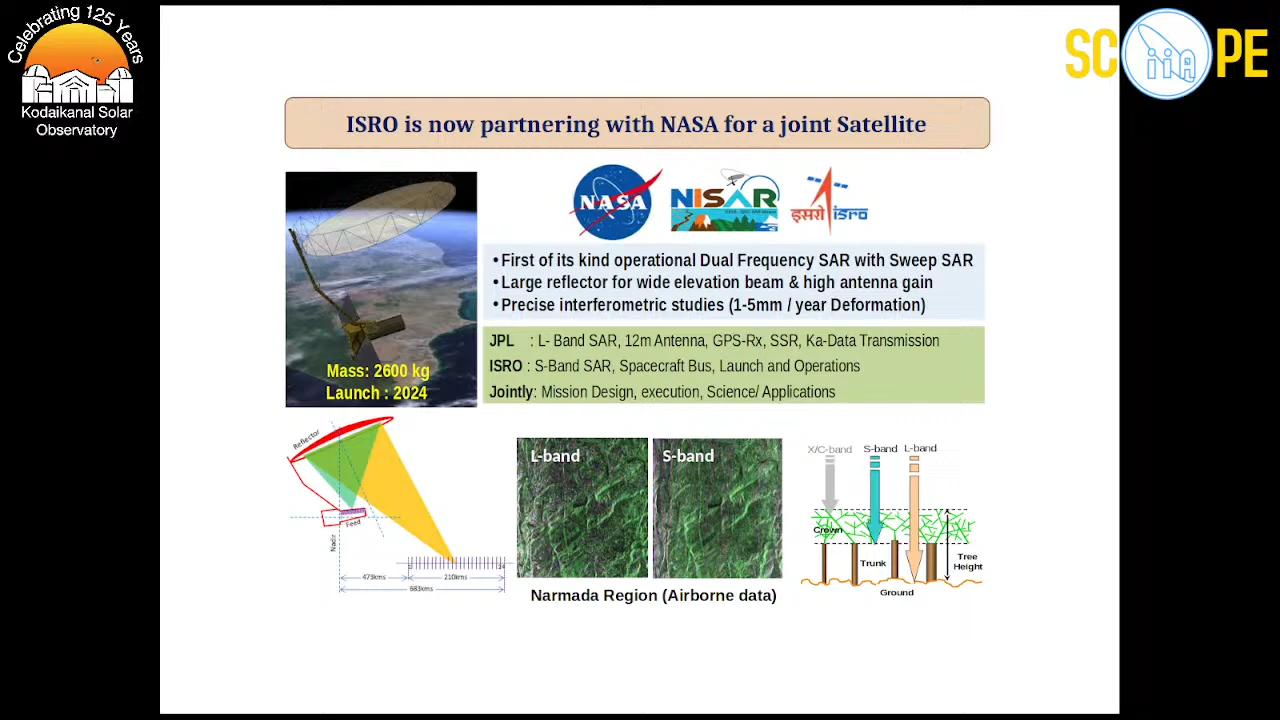 Celebrating 125 Years
Kodaikanal Solar
Observatory
SC iiA PE
ISRO is now partnering with NASA for a joint Satellite
NASA
NISAR
इसरो isro
•First of its kind operational Dual Frequency SAR with Sweep SAR
•Large reflector for wide elevation beam & high antenna gain
•Precise interferometric studies (1-5mm / year Deformation)
JPL : L- Band SAR, 12m Antenna, GPS-Rx, SSR, Ka-Data Transmission
ISRO : S-Band SAR, Spacecraft Bus, Launch and Operations
Jointly: Mission Design, execution, Science/ Applications
Mass: 2600 kg
Launch : 2024
Reflector
Feed
Nadir
473kms
210kms
683kms
L-band
S-band
Narmada Region (Airborne data)
X/C-band
S-band
L-band
Crown
Trunk
Tree
Height
Ground